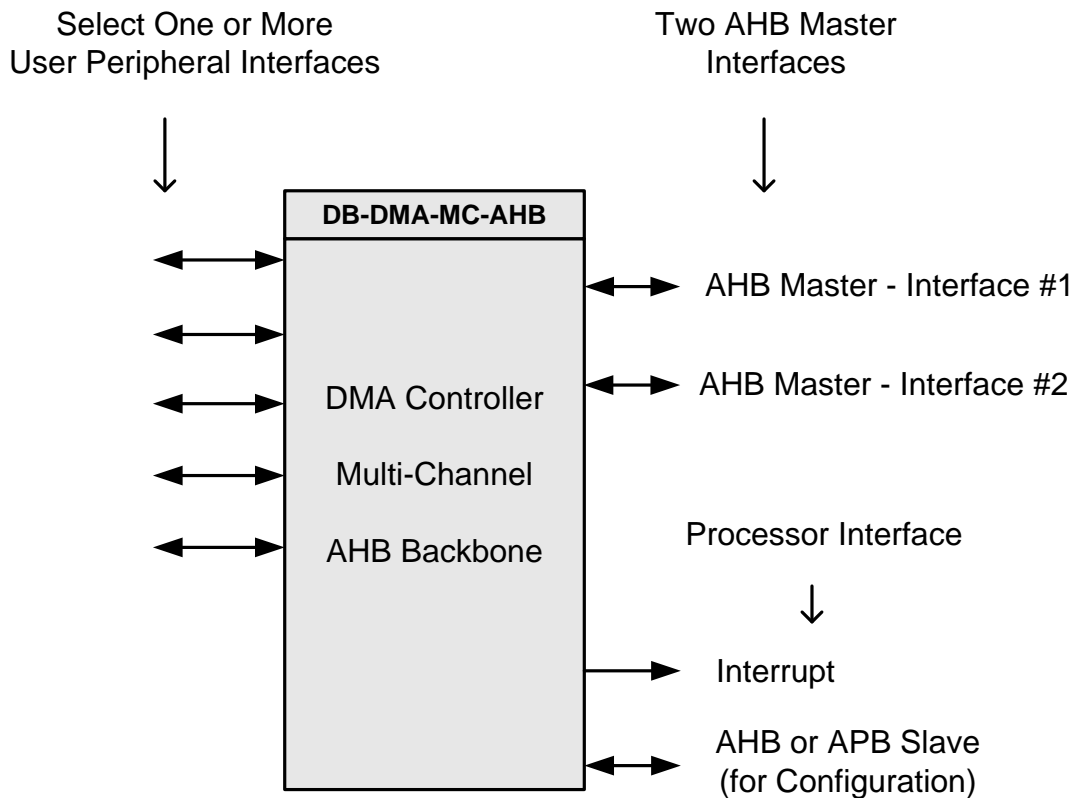 Select One or More
User Peripheral Interfaces
Two AHB Master
Interfaces
DB-DMA-MC-AHB
AHB Master - Interface #1
AHB Master - Interface #2
DMA Controller
Multi-Channel
AHB Backbone
Processor Interface
Interrupt
AHB or APB Slave
(for Configuration)